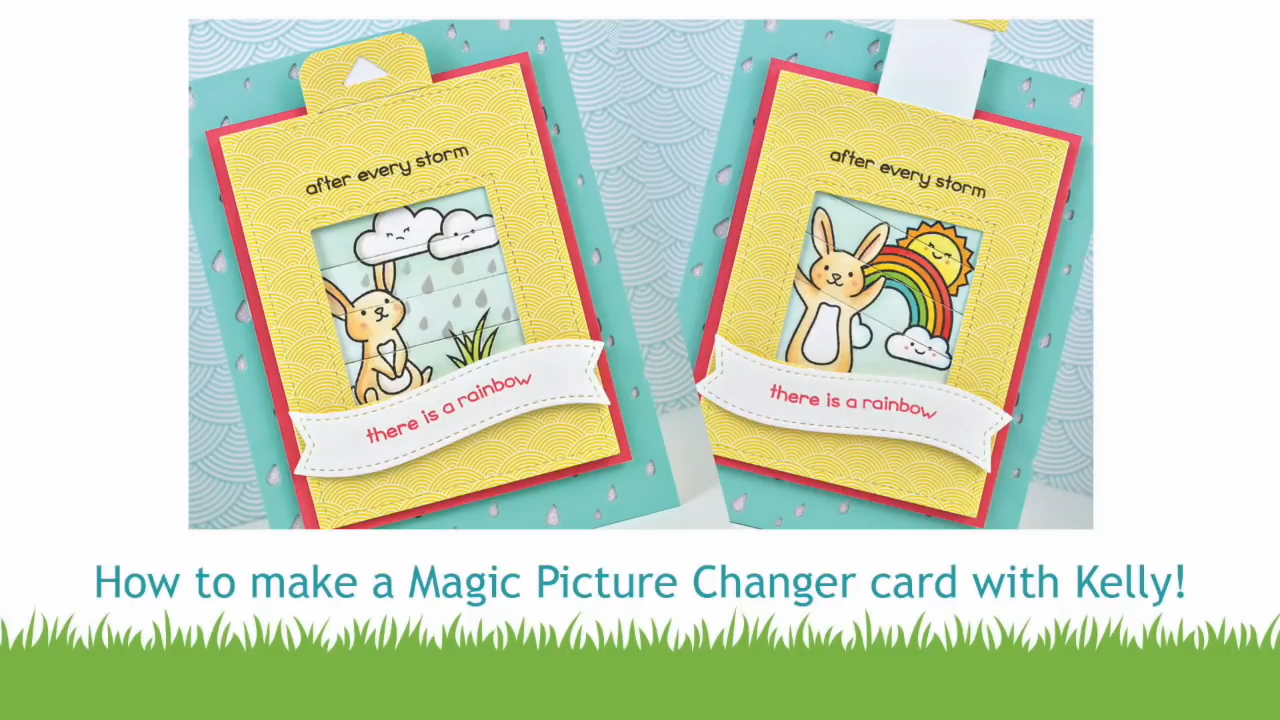 after every storm
there is a rainbow
after every storm
there is a rainbow
How to make a Magic Picture Changer card with Kelly!